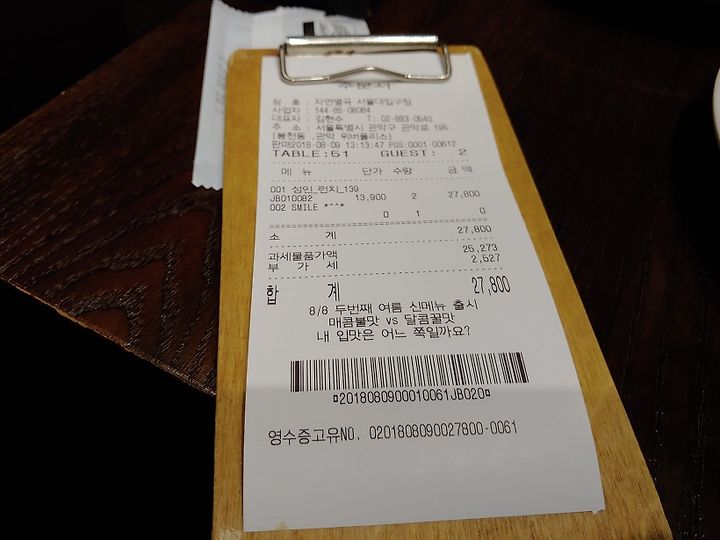 주문서
상 호 : 자연별곡 서울대입구점
사업자 : 144-85-08084
대표자 : 김현수 T: 02-883-0540
주 소 : 서울특별시 관악구 관악로 195
(봉천동, 관악 위버폴리스)
판매2018-08-09 13:13:47 POS:0001-00612
TABLE:51 GUEST: 2
메 뉴 단가 수량 금 액
001 성인_런치_139
JB010082 13,900 2 27,800
002 SMILE *^^*
0 1 0
소 계 27,800
과세물품가액 25,273
부 가 세 2,527
합 계 27,800
8/8 두번째 여름 신메뉴 출시
매콤불맛 vs 달콤꿀맛
내 입맛은 어느 쪽일까요?
¤2018080900010061JB020¤
영수증고유NO. 0201808090027800-0061